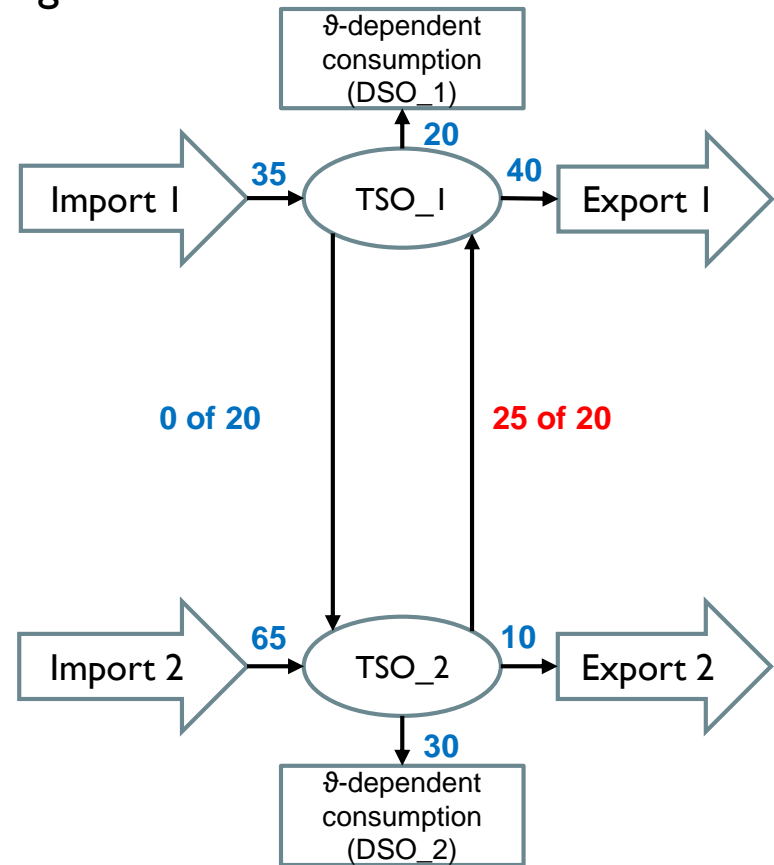 g
ϑ-dependent
consumption
(DSO_1)
20
35
40
Import 1
TSO_1
Export 1
0 of 20
25 of 20
65
10
Import 2
TSO_2
Export 2
30
ϑ-dependent
consumption
(DSO_2)